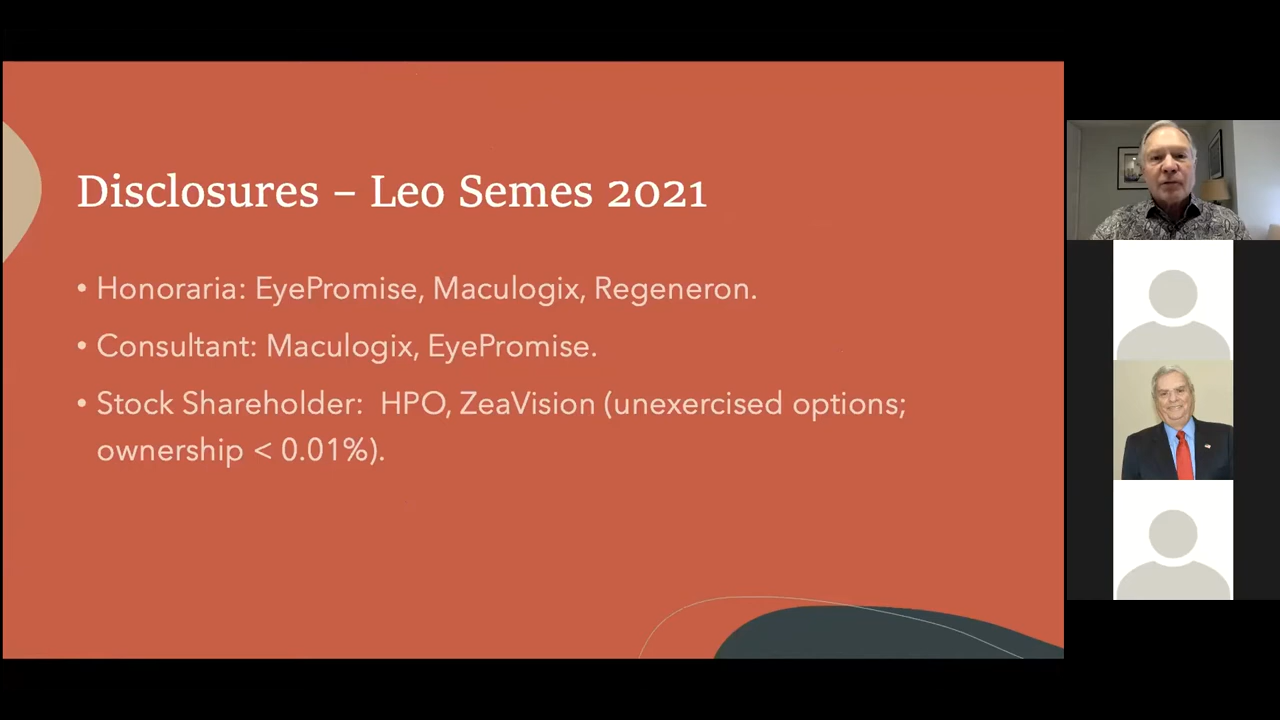 Disclosures – Leo Semes 2021
• Honoraria: EyePromise, Maculogix, Regeneron.
• Consultant: Maculogix, EyePromise.
• Stock Shareholder:  HPO, ZeaVision (unexercised options;
ownership < 0.01%).